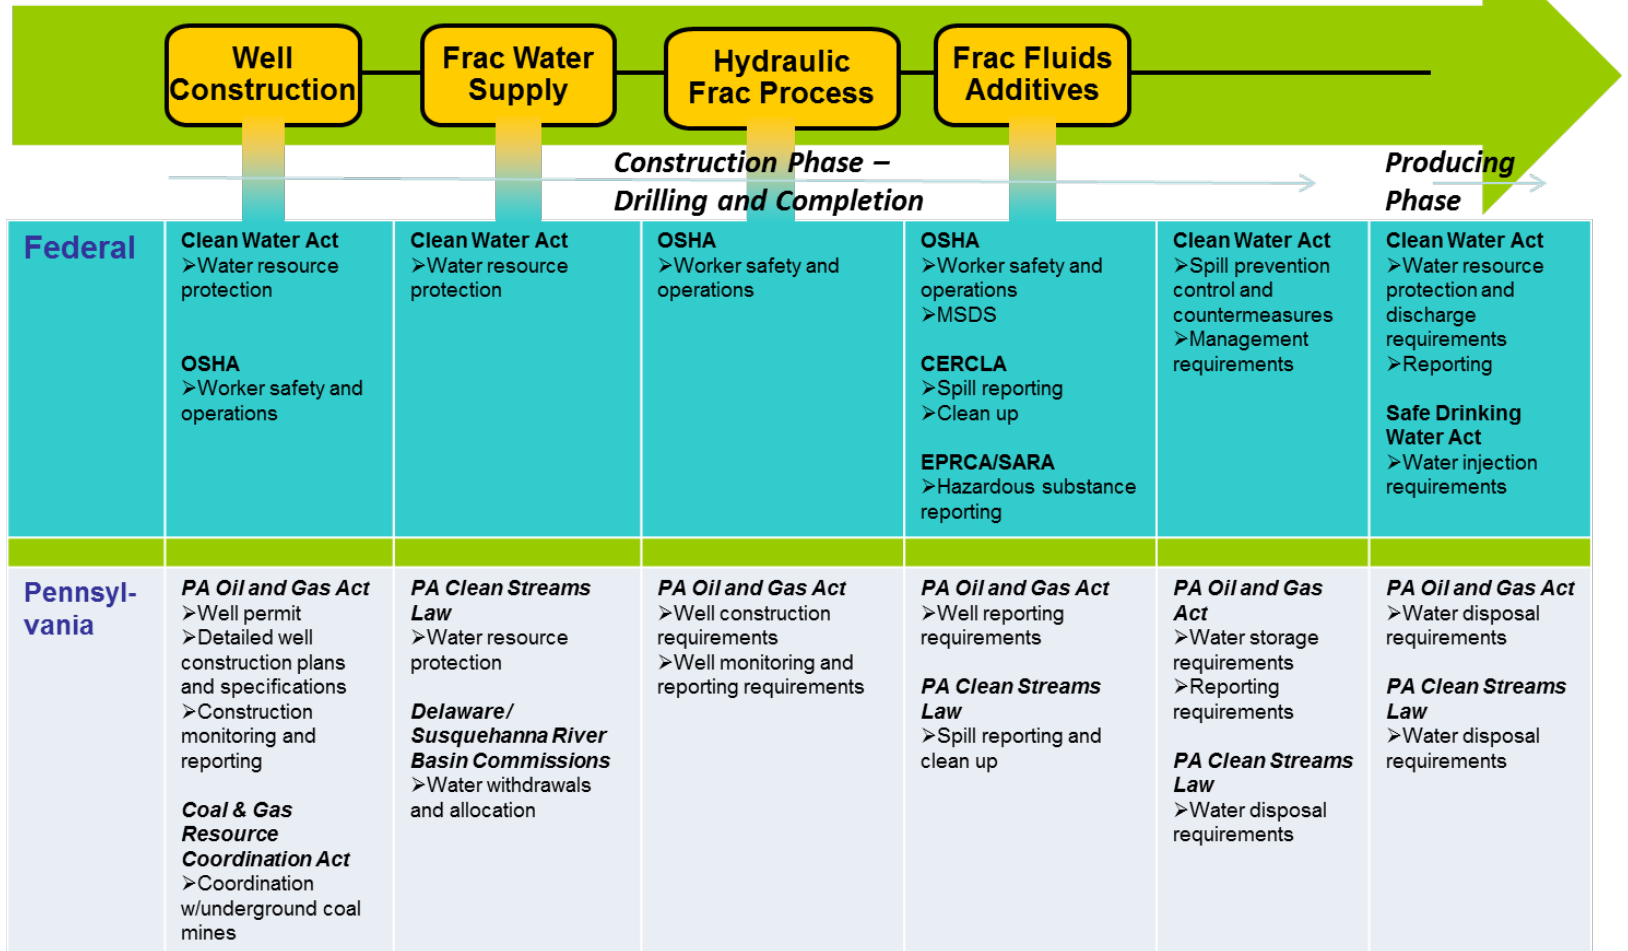 Well
Construction
Frac Water
Supply
Hydraulic
Frac Process
Frac Fluids
Additives
Construction Phase –
Drilling and Completion
Producing
Phase
Federal
Clean Water Act
➢Water resource
protection
OSHA
➢Worker safety and
operations
Clean Water Act
➢Water resource
protection
OSHA
➢Worker safety and
operations
OSHA
➢Worker safety and
operations
➢MSDS
CERCLA
➢Spill reporting
➢Clean up
EPRCA/SARA
➢Hazardous substance
reporting
Clean Water Act
➢Spill prevention
control and
countermeasures
➢Management
requirements
Clean Water Act
➢Water resource
protection and
discharge
requirements
➢Reporting
Safe Drinking
Water Act
➢Water injection
requirements
Pennsyl-
vania
PA Oil and Gas Act
➢Well permit
➢Detailed well
construction plans
and specifications
➢Construction
monitoring and
reporting
Coal & Gas
Resource
Coordination Act
➢Coordination
w/underground coal
mines
PA Clean Streams
Law
➢Water resource
protection
Delaware/
Susquehanna River
Basin Commissions
➢Water withdrawals
and allocation
PA Oil and Gas Act
➢Well construction
requirements
➢Well monitoring and
reporting requirements
PA Oil and Gas Act
➢Well reporting
requirements
PA Clean Streams
Law
➢Spill reporting and
clean up
PA Oil and Gas
Act
➢Water storage
requirements
➢Reporting
requirements
PA Clean Streams
Law
➢Water disposal
requirements
PA Oil and Gas Act
➢Water disposal
requirements
PA Clean Streams
Law
➢Water disposal
requirements